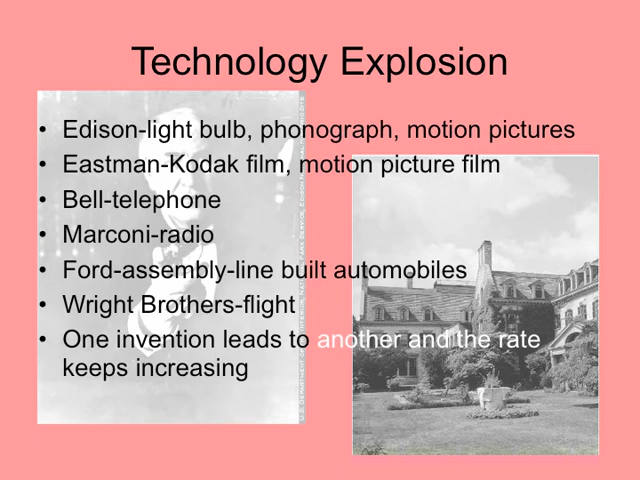 Technology Explosion
• Edison-light bulb, phonograph, motion pictures
• Eastman-Kodak film, motion picture film
• Bell-telephone
• Marconi-radio
• Ford-assembly-line built automobiles
• Wright Brothers-flight
• One invention leads to another and the rate
keeps increasing